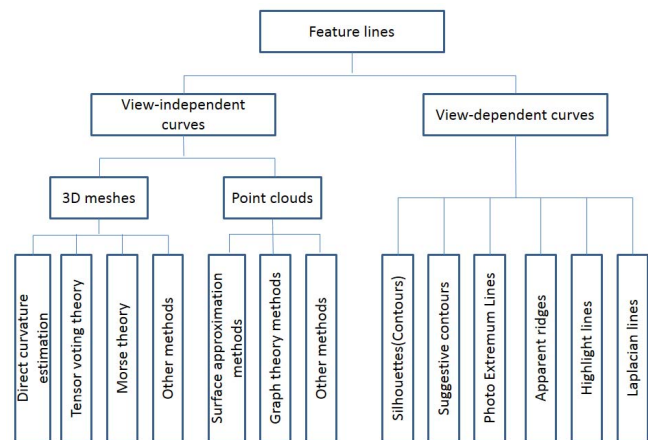 Feature lines
View-independent
curves
View-dependent curves
3D meshes
Point clouds
Direct curvature
estimation
Tensor voting theory
Morse theory
Other methods
Surface approximation
methods
Graph theory methods
Other methods
Silhouettes(Contours)
Suggestive contours
Photo Extremum Lines
Apparent ridges
Highlight lines
Laplacian lines